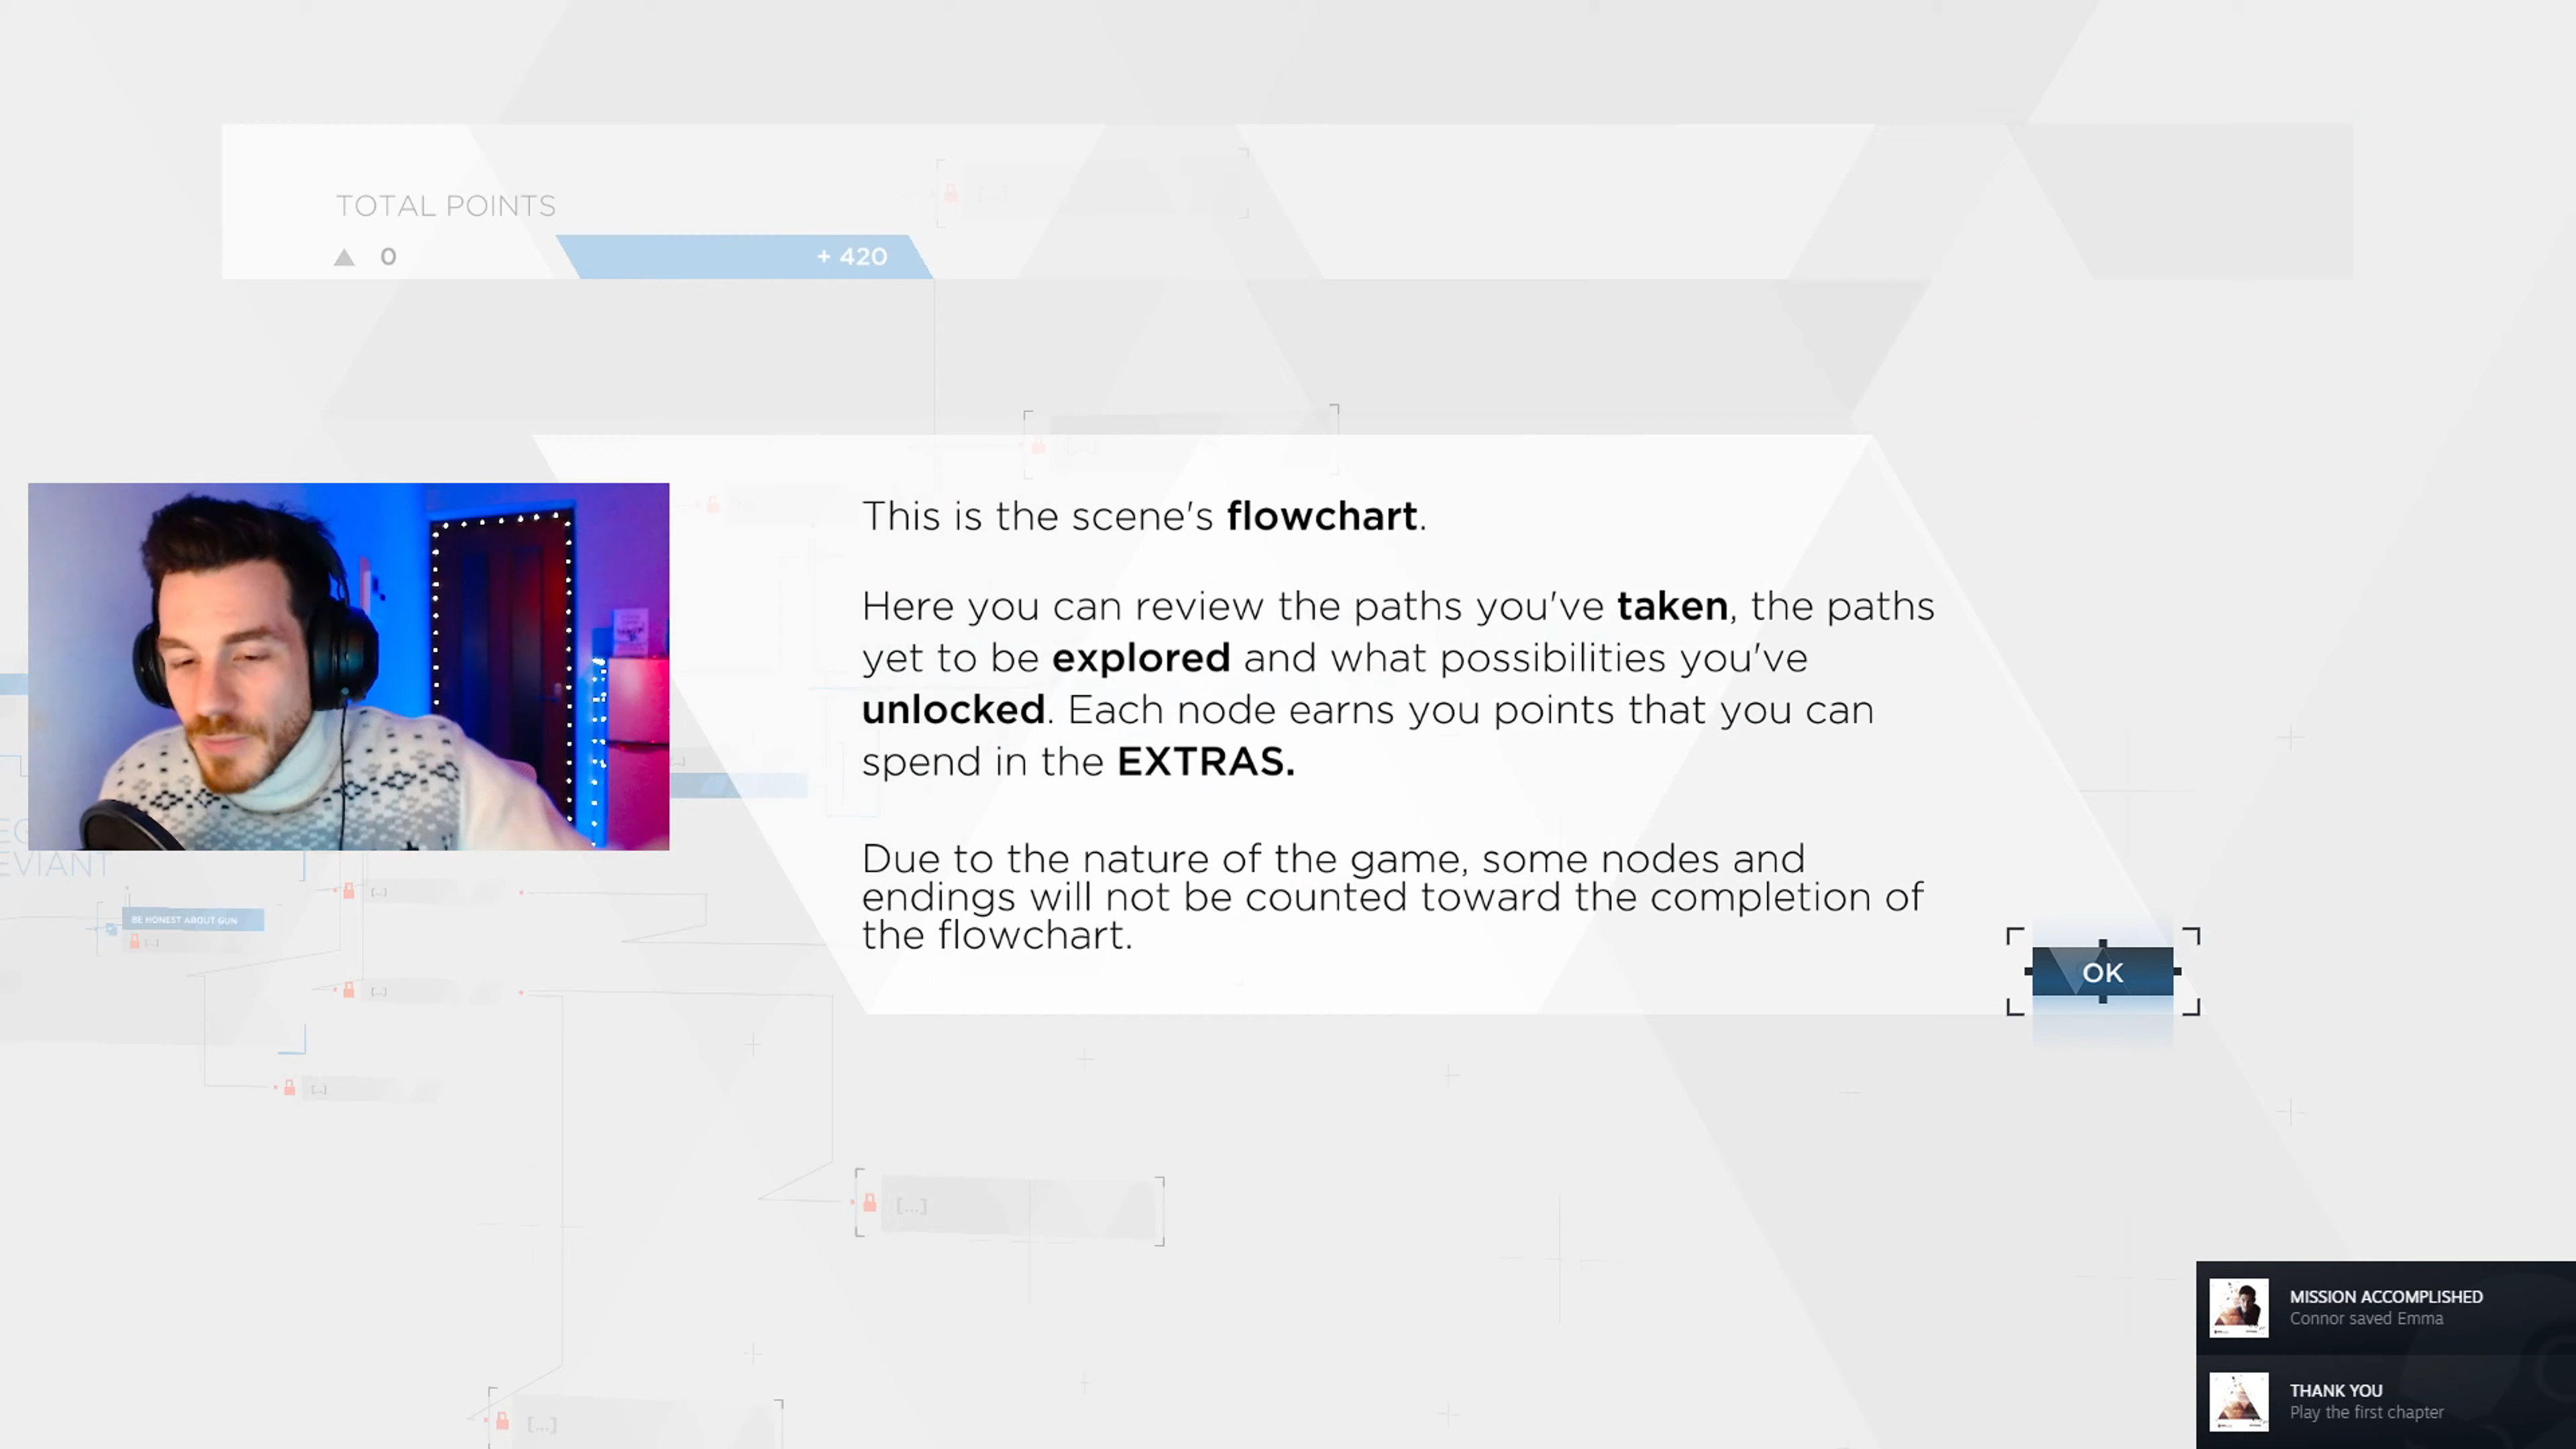 TOTAL POINTS
0
+ 420
This is the scene's flowchart.
Here you can review the paths you've taken, the paths
yet to be explored and what possibilities you've
unlocked. Each node earns you points that you can
spend in the EXTRAS.
Due to the nature of the game, some nodes and
endings will not be counted toward the completion of
the flowchart.
OK
EVIANT
BE HONEST ABOUT GUN
[...]
[...]
[...]
[...]
[...]
[...]
MISSION ACCOMPLISHED
Connor saved Emma
THANK YOU
Play the first chapter